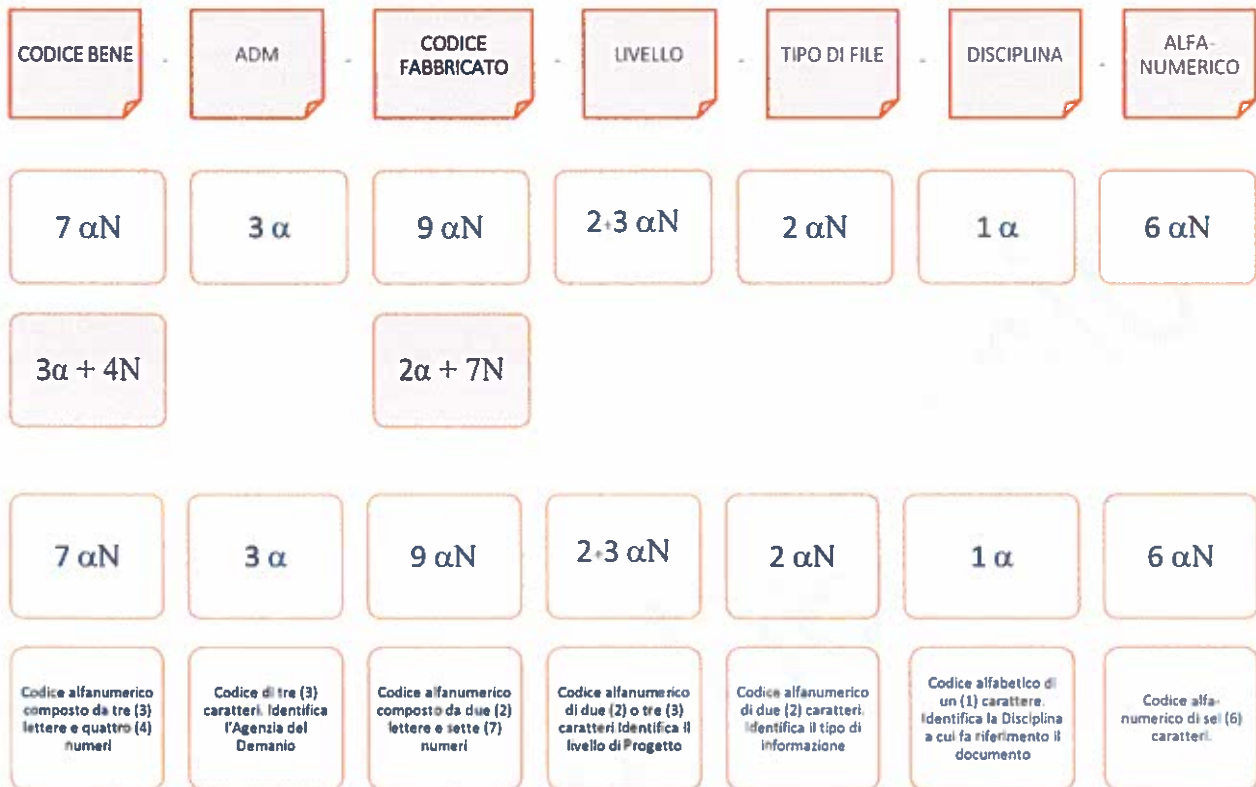 CODICE BENE - ADM - CODICE FABBRICATO - LIVELLO - TIPO DI FILE - DISCIPLINA - ALFA-NUMERICO
7 αN
3 α
9 αN
2÷3 αN
2 αN
1 α
6 αN
3α + 4N
2α + 7N
7 αN
3 α
9 αN
2÷3 αN
2 αN
1 α
6 αN
Codice alfanumerico
composto da tre (3)
lettere e quattro (4)
numeri
Codice di tre (3)
caratteri. Identifica
l'Agenzia del
Demanio
Codice alfanumerico
composto da due (2)
lettere e sette (7)
numeri
Codice alfanumerico
di due (2) o tre (3)
caratteri Identifica il
livello di Progetto
Codice alfanumerico
di due (2) caratteri.
Identifica il tipo di
informazione
Codice alfabetico di
un (1) carattere.
Identifica la Disciplina
a cui fa riferimento il
documento
Codice alfa-
numerico di sei (6)
caratteri.